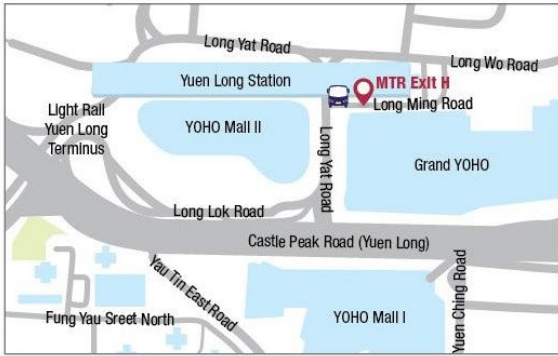 Long Yat Road
Long Wo Road
Yuen Long Station
MTR Exit H
Long Ming Road
Light Rail
Yuen Long
Terminus
YOHO Mall II
Long Yat Road
Grand YOHO
Long Lok Road
Castle Peak Road (Yuen Long)
Yau Tin East Road
Yuen Ching Road
Fung Yau Sreet North
YOHO Mall I